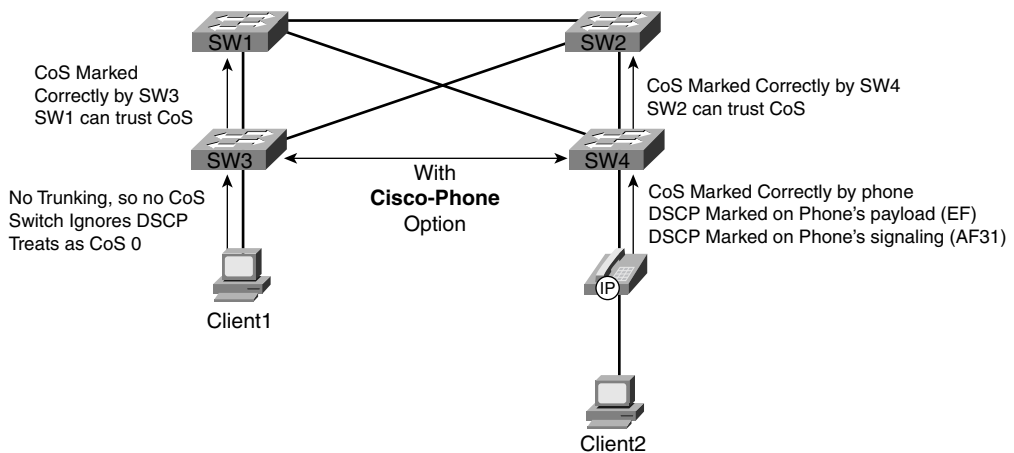 SW1
SW2
CoS Marked
Correctly by SW3
SW1 can trust CoS
CoS Marked Correctly by SW4
SW2 can trust CoS
SW3
SW4
With
Cisco-Phone
Option
No Trunking, so no CoS
Switch Ignores DSCP
Treats as CoS 0
CoS Marked Correctly by phone
DSCP Marked on Phone's payload (EF)
DSCP Marked on Phone's signaling (AF31)
IP
Client1
Client2